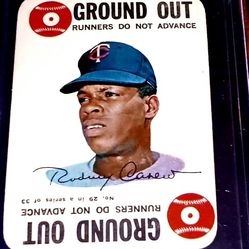 GROUND OUT
RUNNERS DO NOT ADVANCE
TC
Rodney Carew
No. 29 in a series of 33
RUNNERS DO NOT ADVANCE
GROUND OUT